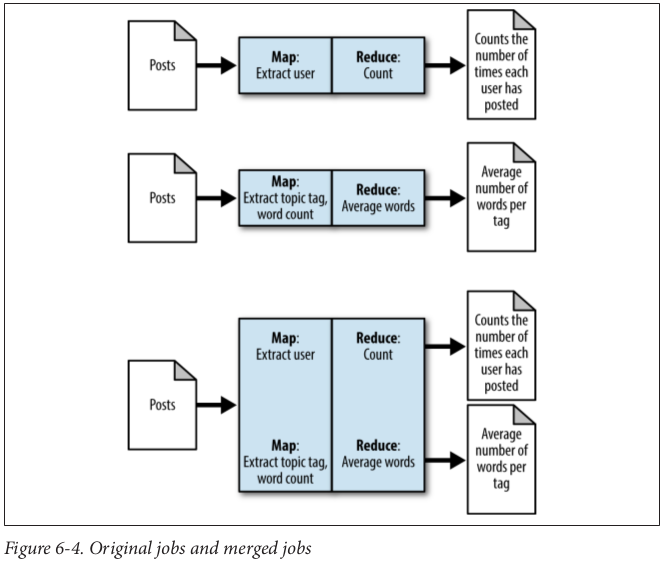 Posts
Map:
Extract user
Reduce:
Count
Counts the
number of
times each
user has
posted
Posts
Map:
Extract topic tag,
word count
Reduce:
Average words
Average
number of
words per
tag
Posts
Map:
Extract user
Reduce:
Count
Map:
Extract topic tag,
word count
Reduce:
Average words
Counts the
number of
times each
user has
posted
Average
number of
words per
tag
Figure 6-4. Original jobs and merged jobs